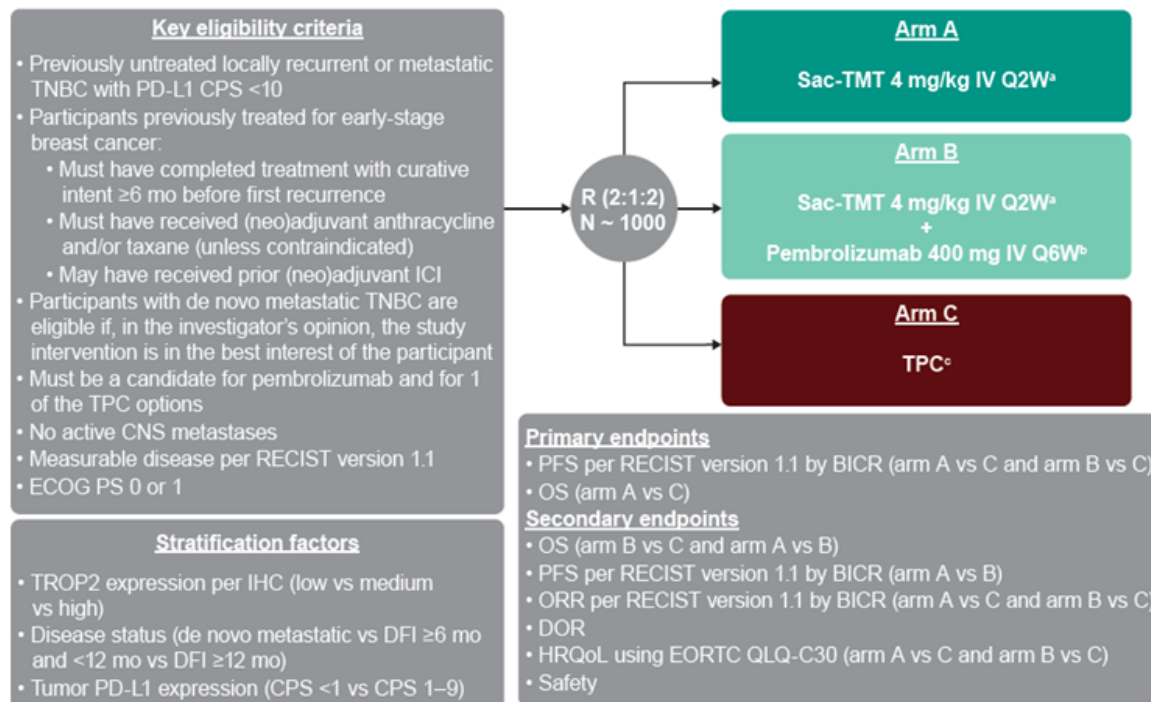 Key eligibility criteria
• Previously untreated locally recurrent or metastatic
TNBC with PD-L1 CPS <10
• Participants previously treated for early-stage
breast cancer:
• Must have completed treatment with curative
intent ≥6 mo before first recurrence
• Must have received (neo)adjuvant anthracycline
and/or taxane (unless contraindicated)
• May have received prior (neo)adjuvant ICI
• Participants with de novo metastatic TNBC are
eligible if, in the investigator's opinion, the study
intervention is in the best interest of the participant
• Must be a candidate for pembrolizumab and for 1
of the TPC options
• No active CNS metastases
• Measurable disease per RECIST version 1.1
• ECOG PS 0 or 1
Stratification factors
• TROP2 expression per IHC (low vs medium
vs high)
• Disease status (de novo metastatic vs DFI ≥6 mo
and <12 mo vs DFI ≥12 mo)
• Tumor PD-L1 expression (CPS <1 vs CPS 1–9)
R (2:1:2)
N ~ 1000
Arm A
Sac-TMT 4 mg/kg IV Q2Wᵃ
Arm B
Sac-TMT 4 mg/kg IV Q2Wᵃ
+
Pembrolizumab 400 mg IV Q6Wᵇ
Arm C
TPCᶜ
Primary endpoints
• PFS per RECIST version 1.1 by BICR (arm A vs C and arm B vs C)
• OS (arm A vs C)
Secondary endpoints
• OS (arm B vs C and arm A vs B)
• PFS per RECIST version 1.1 by BICR (arm A vs B)
• ORR per RECIST version 1.1 by BICR (arm A vs C and arm B vs C)
• DOR
• HRQoL using EORTC QLQ-C30 (arm A vs C and arm B vs C)
• Safety